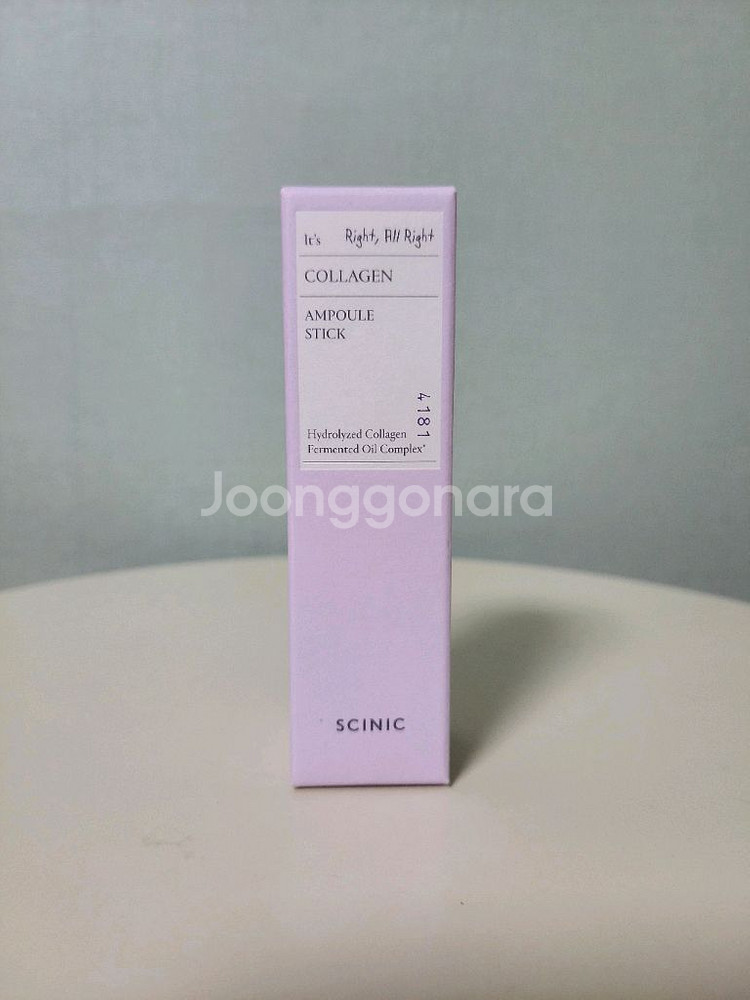 It's Right, All Right
COLLAGEN
AMPOULE
STICK
4181
Hydrolyzed Collagen
Fermented Oil Complex*
Joonggonara
SCINIC